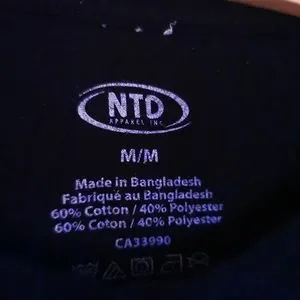 NTD
APPAREL INC.
M/M
Made in Bangladesh
Fabriqué au Bangladesh
60% Cotton / 40% Polyester
60% Coton / 40% Polyester
CA33990